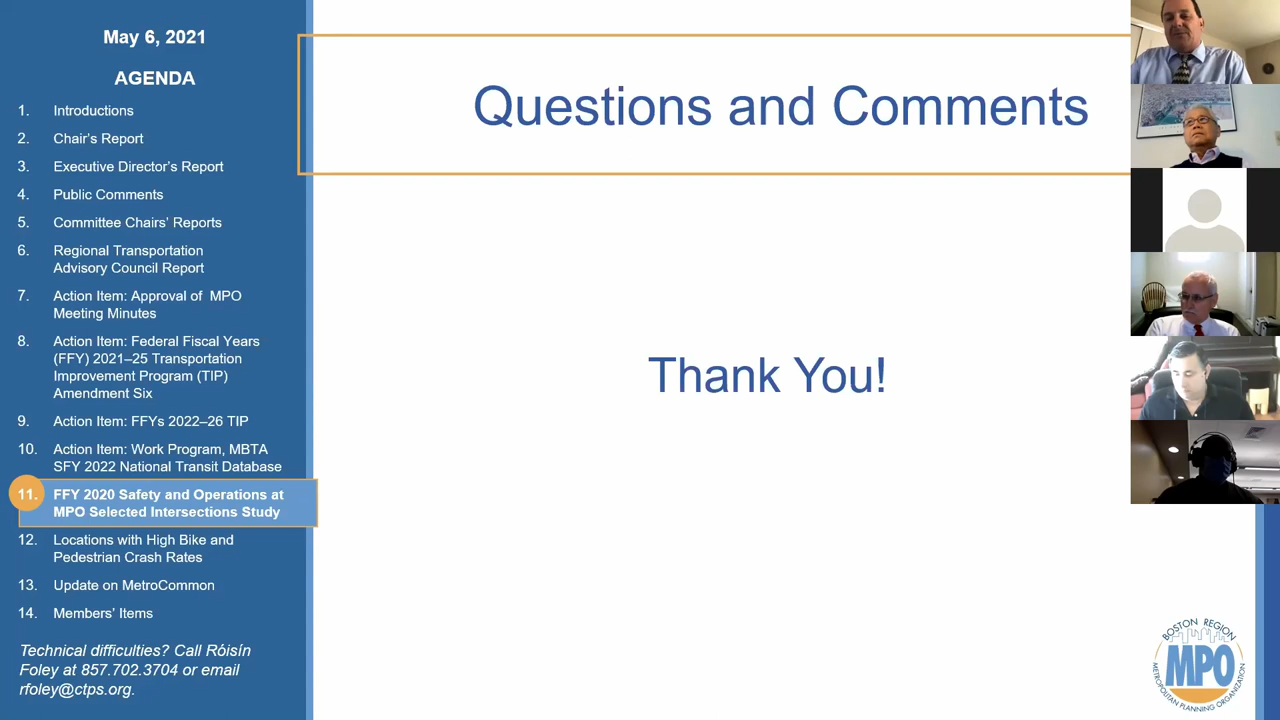 May 6, 2021
AGENDA
1. Introductions
2. Chair's Report
3. Executive Director's Report
4. Public Comments
5. Committee Chairs' Reports
6. Regional Transportation
Advisory Council Report
7. Action Item: Approval of MPO
Meeting Minutes
8. Action Item: Federal Fiscal Years
(FFY) 2021–25 Transportation
Improvement Program (TIP)
Amendment Six
9. Action Item: FFYs 2022–26 TIP
10. Action Item: Work Program, MBTA
SFY 2022 National Transit Database
11. FFY 2020 Safety and Operations at
MPO Selected Intersections Study
12. Locations with High Bike and
Pedestrian Crash Rates
13. Update on MetroCommon
14. Members' Items
Technical difficulties? Call Róisín
Foley at 857.702.3704 or email
rfoley@ctps.org.
Questions and Comments
Thank You!
BOSTON REGION
MPO
METROPOLITAN PLANNING ORGANIZATION